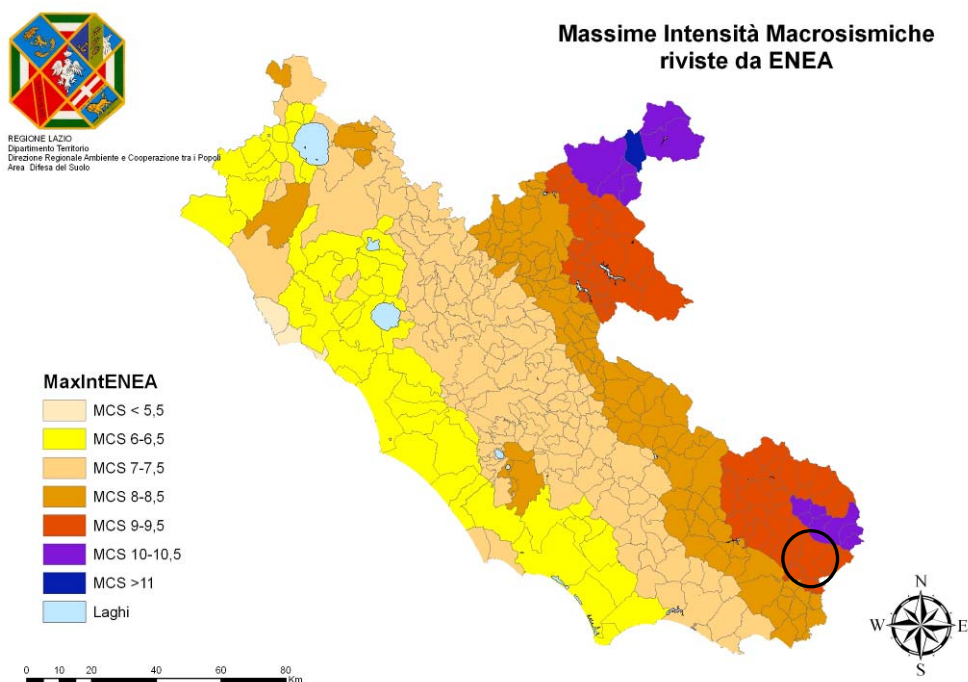 Massime Intensità Macrosismiche
riviste da ENEA
REGIONE LAZIO
Dipartimento Territorio
Direzione Regionale Ambiente e Cooperazione tra i Popoli
Area Difesa del Suolo
MaxIntENEA
MCS < 5,5
MCS 6-6,5
MCS 7-7,5
MCS 8-8,5
MCS 9-9,5
MCS 10-10,5
MCS >11
Laghi
N
W E
S
0 10 20 40 60 80
Km